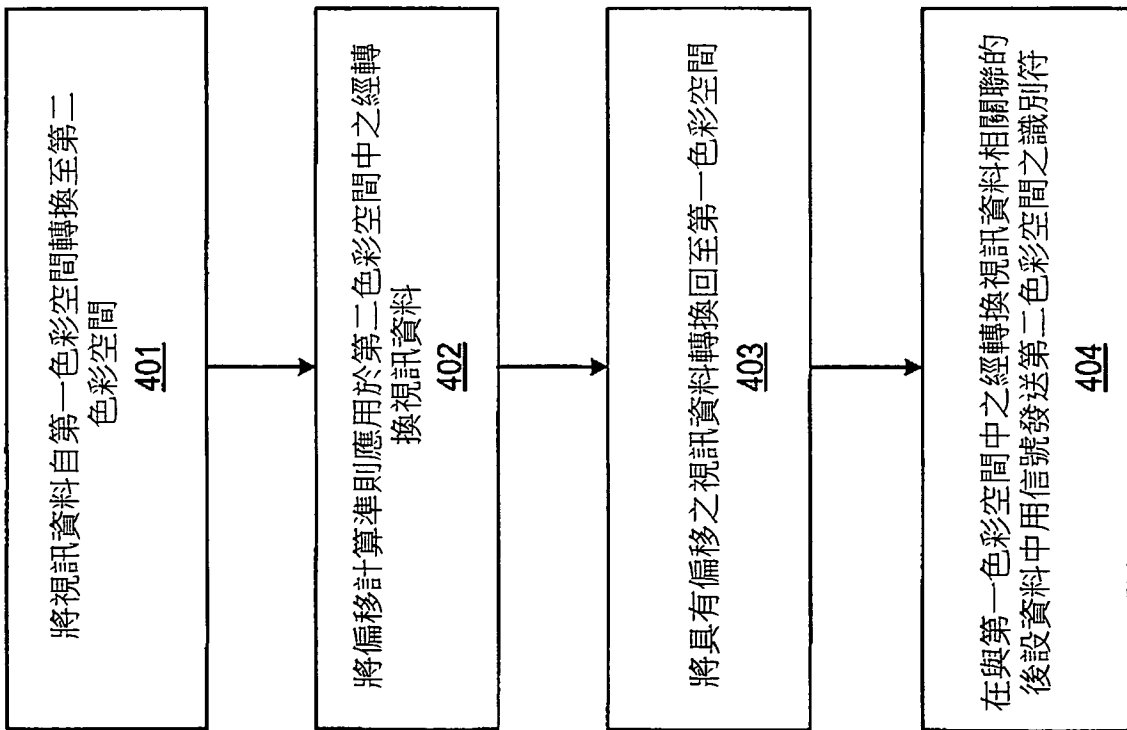 將視訊資料自第一色彩空間轉換至第二
色彩空間
401
將偏移計算準則應用於第二色彩空間中之經轉
換視訊資料
402
將具有偏移之視訊資料轉換回至第一色彩空間
403
在與第一色彩空間中之經轉換視訊資料相關聯的
後設資料中用信號發送第二色彩空間之識別符
404